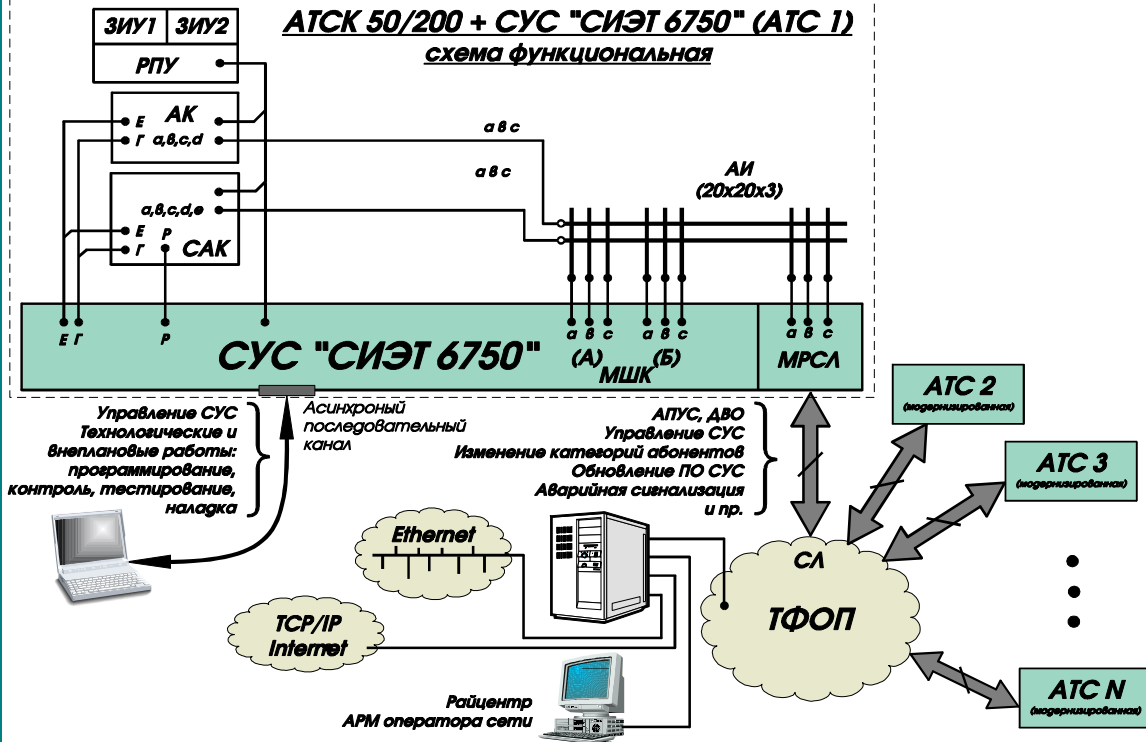 АТСК 50/200 + СУС "СИЭТ 6750" (АТС 1)
схема функциональная
ЗИУ1 ЗИУ2
РПУ
АК
Е
Г а,в,с,d
а в с
а в с
АИ
(20х20х3)
а,в,с,d,е
Е Р
Г САК
Е Г
Р
СУС "СИЭТ 6750"
а в с
а в с
(А) (Б)
МШК
а в с
МРСЛ
Асинхроный
последовательный
канал
Управление СУС
Технологические и
внеплановые работы:
программирование,
контроль, тестирование,
наладка
АПУС, ДВО
Управление СУС
Изменение категорий абонентов
Обновление ПО СУС
Аварийная сигнализация
и пр.
АТС 2
(модернизированная)
АТС 3
(модернизированная)
Ethernet
TCP/IP
Internet
СЛ
ТФОП
Райцентр
АРМ оператора сети
АТС N
(модернизированная)